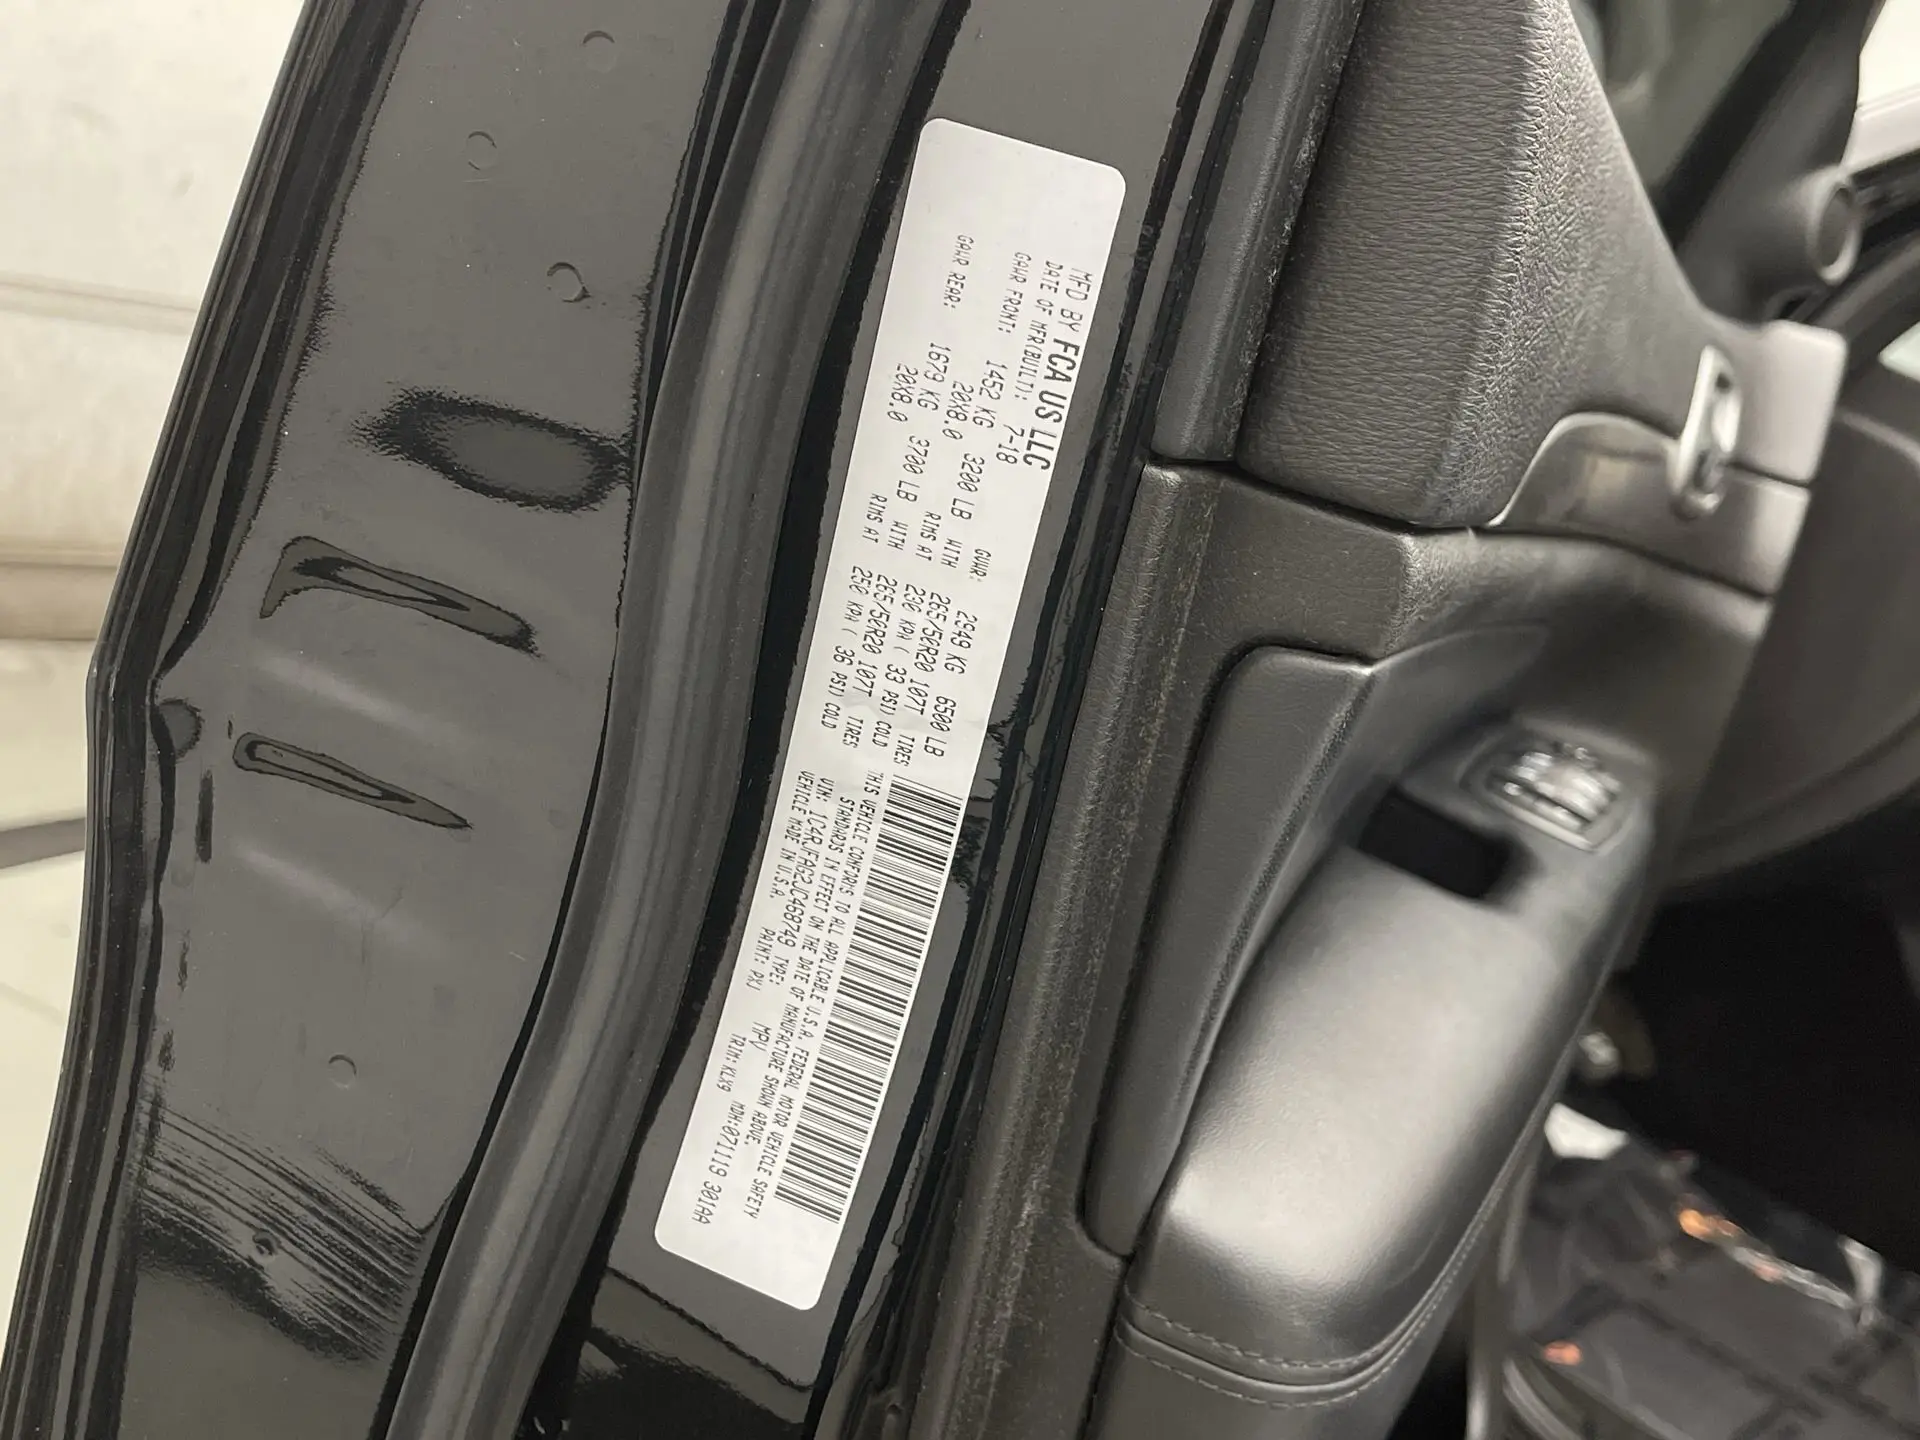 MFD BY FCA US LLC
DATE OF MFR(BUILT): 7-18 GVWR: 2949 KG 6500 LB
GAWR FRONT: 1452 KG 3200 LB WITH 265/50R20 107T TIRES
20X8.0 RIMS AT 230 KPA ( 33 PSI) COLD
GAWR REAR: 1679 KG 3700 LB WITH 265/50R20 107T TIRES
20X8.0 RIMS AT 250 KPA ( 36 PSI) COLD
THIS VEHICLE CONFORMS TO ALL APPLICABLE U.S.A. FEDERAL MOTOR VEHICLE SAFETY
STANDARDS IN EFFECT ON THE DATE OF MANUFACTURE SHOWN ABOVE.
VIN: 1C4RJFAG2JC468749 TYPE: MPV
VEHICLE MADE IN U.S.A. PAINT: PXJ TRIM:KLX9 MDH:071119 301AA